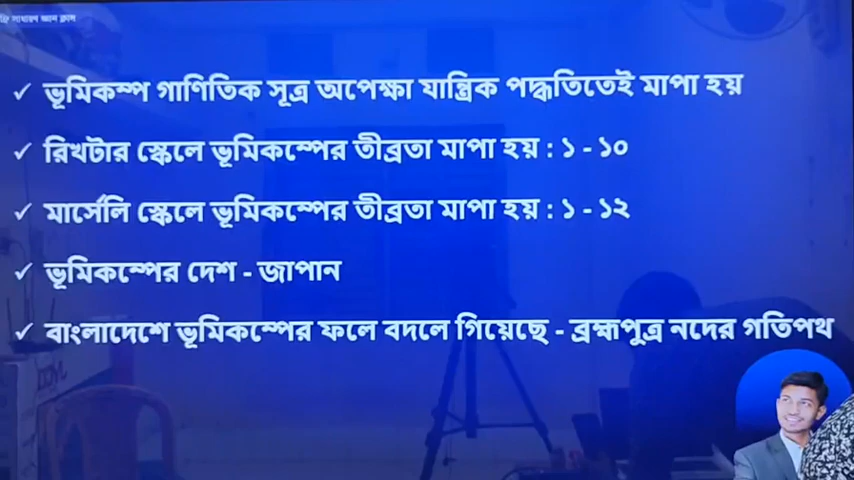 ফ্রি সাধারণ জ্ঞান ক্লাস
✓ ভূমিকম্প গাণিতিক সূত্র অপেক্ষা যান্ত্রিক পদ্ধতিতেই মাপা হয়
✓ রিখটার স্কেলে ভূমিকম্পের তীব্রতা মাপা হয় : ১ - ১০
✓ মার্সেলি স্কেলে ভূমিকম্পের তীব্রতা মাপা হয় : ১ - ১২
✓ ভূমিকম্পের দেশ - জাপান
✓ বাংলাদেশে ভূমিকম্পের ফলে বদলে গিয়েছে - ব্রহ্মপুত্র নদের গতিপথ